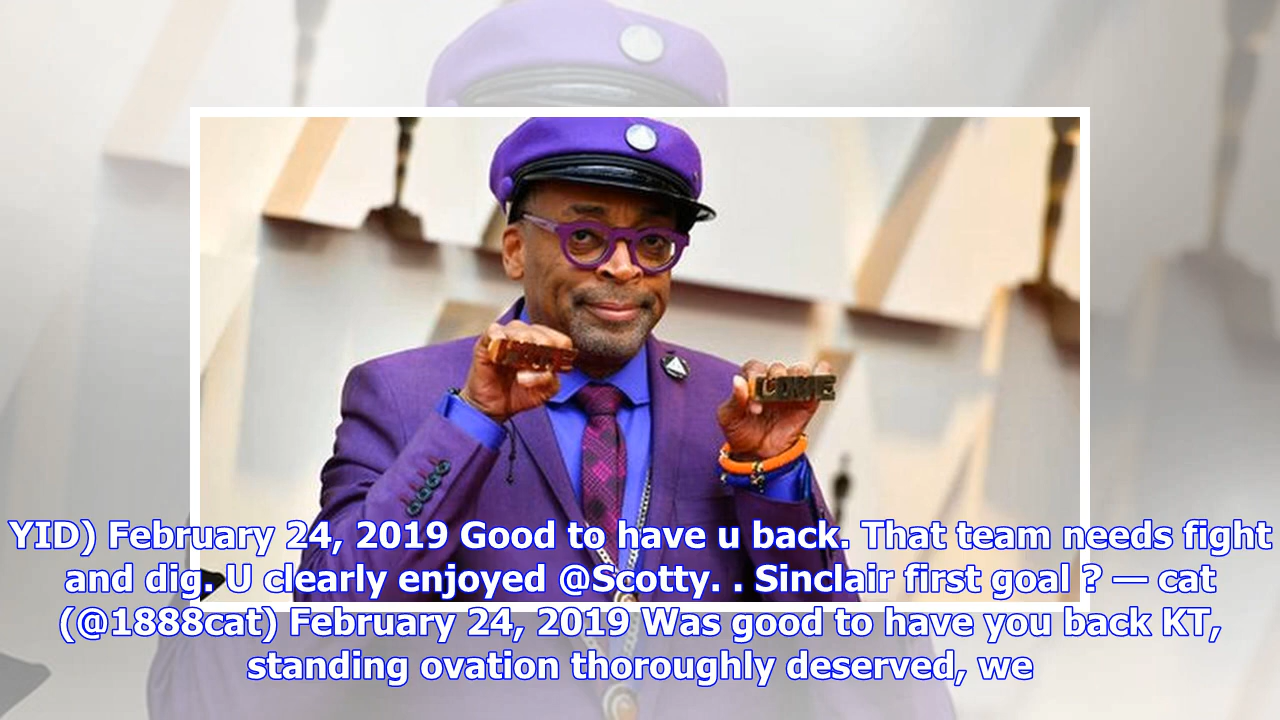 LOVE
YID) February 24, 2019 Good to have u back. That team needs fight
and dig. U clearly enjoyed @Scotty. . Sinclair first goal ? — cat
(@1888cat) February 24, 2019 Was good to have you back KT,
standing ovation thoroughly deserved, we